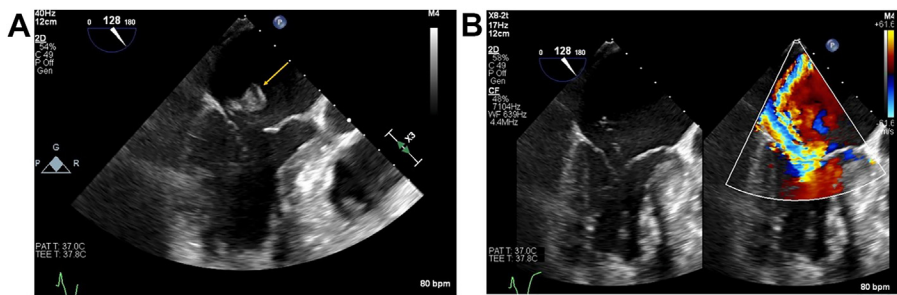 A
40Hz
12cm
0 128 180
2D
54%
C 49
P Off
Gen
P
M4
G
P R
X3
PAT T: 37.0C
TEE T: 37.8C
80 bpm
B
X8-2t
17Hz
12cm
0 128 180
2D
58%
C 49
P Off
Gen
CF
48%
7104Hz
WF 639Hz
4.4MHz
P
M4
+61.6
PAT T: 37.0C
TEE T: 37.8C
80 bpm